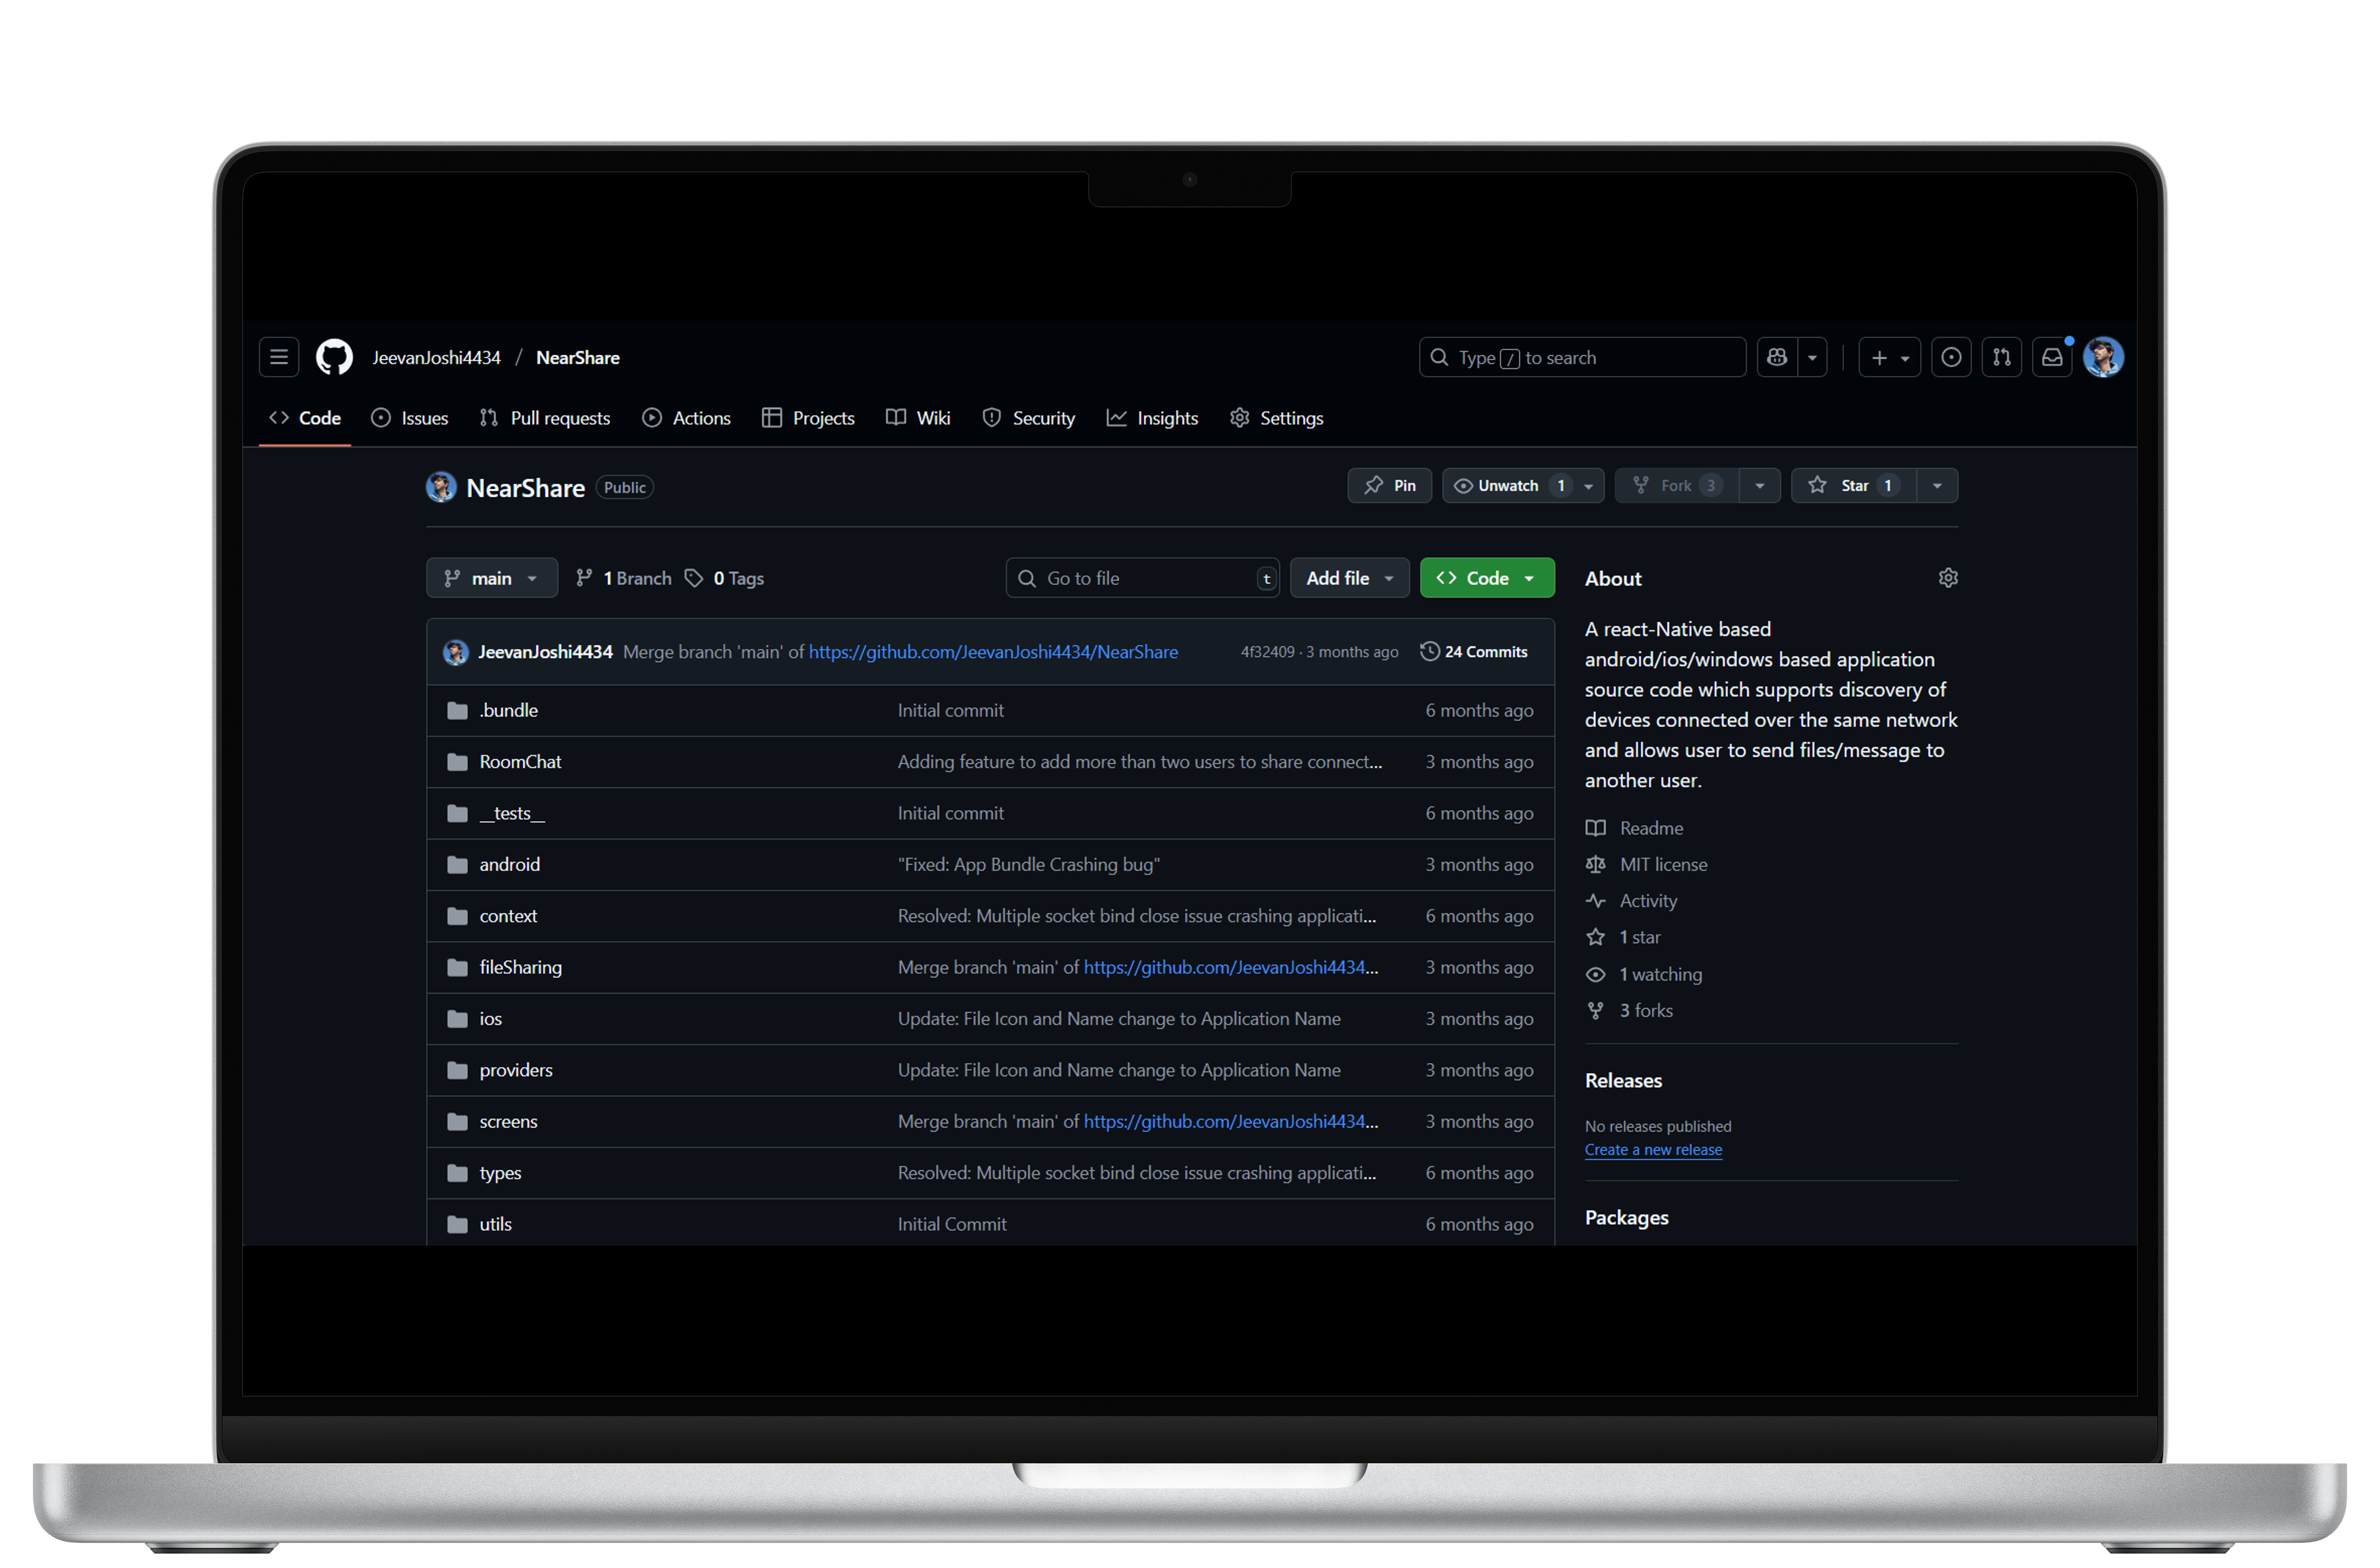 JeevanJoshi4434 / NearShare
Type / to search
Code Issues Pull requests Actions Projects Wiki Security Insights Settings
NearShare Public
Pin Unwatch 1 Fork 3 Star 1
main 1 Branch 0 Tags Go to file t Add file Code
JeevanJoshi4434 Merge branch 'main' of https://github.com/JeevanJoshi4434/NearShare 4f32409 · 3 months ago 24 Commits
.bundle Initial commit 6 months ago
RoomChat Adding feature to add more than two users to share connect... 3 months ago
__tests__ Initial commit 6 months ago
android "Fixed: App Bundle Crashing bug" 3 months ago
context Resolved: Multiple socket bind close issue crashing applicati... 6 months ago
fileSharing Merge branch 'main' of https://github.com/JeevanJoshi4434... 3 months ago
ios Update: File Icon and Name change to Application Name 3 months ago
providers Update: File Icon and Name change to Application Name 3 months ago
screens Merge branch 'main' of https://github.com/JeevanJoshi4434... 3 months ago
types Resolved: Multiple socket bind close issue crashing applicati... 6 months ago
utils Initial Commit 6 months ago
About
A react-Native based
android/ios/windows based application
source code which supports discovery of
devices connected over the same network
and allows user to send files/message to
another user.
Readme
MIT license
Activity
1 star
1 watching
3 forks
Releases
No releases published
Create a new release
Packages